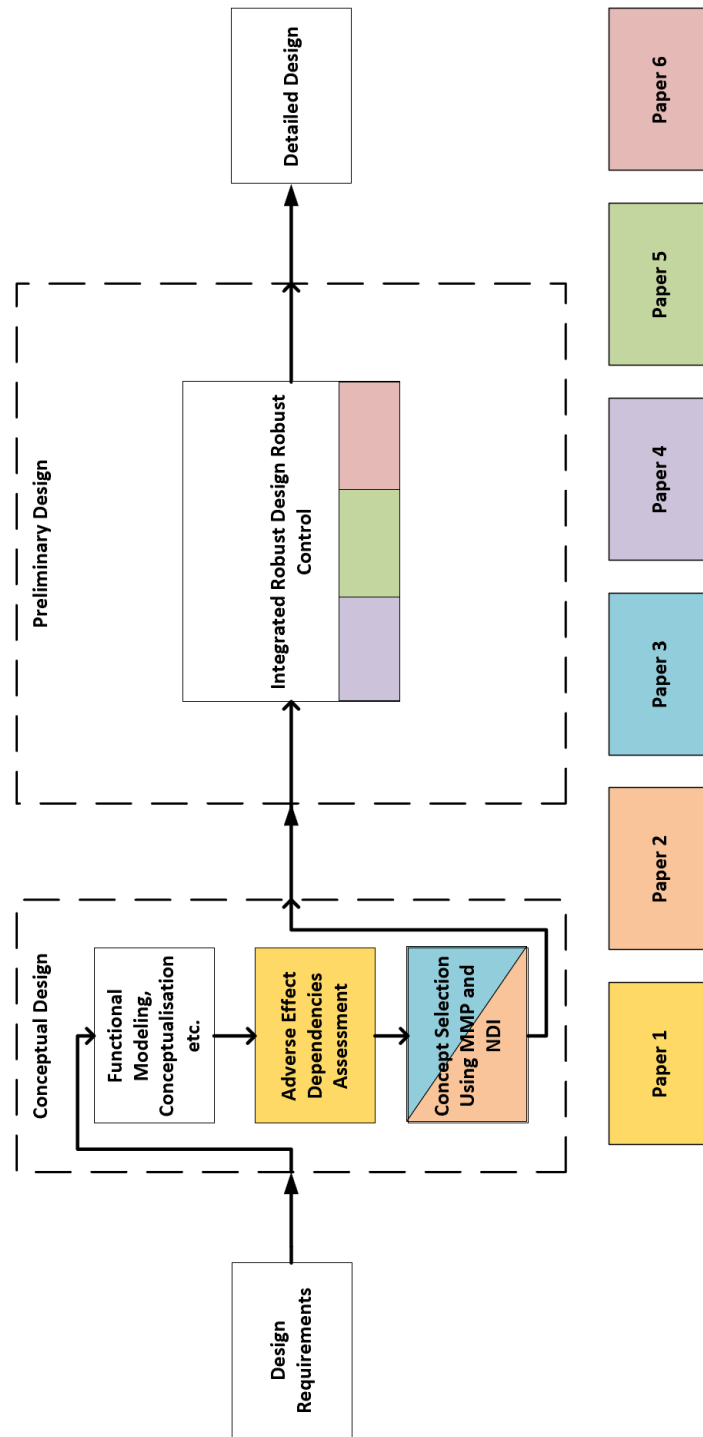 Design
Requirements
Conceptual Design
Functional
Modeling,
Conceptualisation
etc.
Adverse Effect
Dependencies
Assessment
Concept Selection
Using MMP and
NDI
Preliminary Design
Integrated Robust Design Robust
Control
Detailed Design
Paper 1
Paper 2
Paper 3
Paper 4
Paper 5
Paper 6